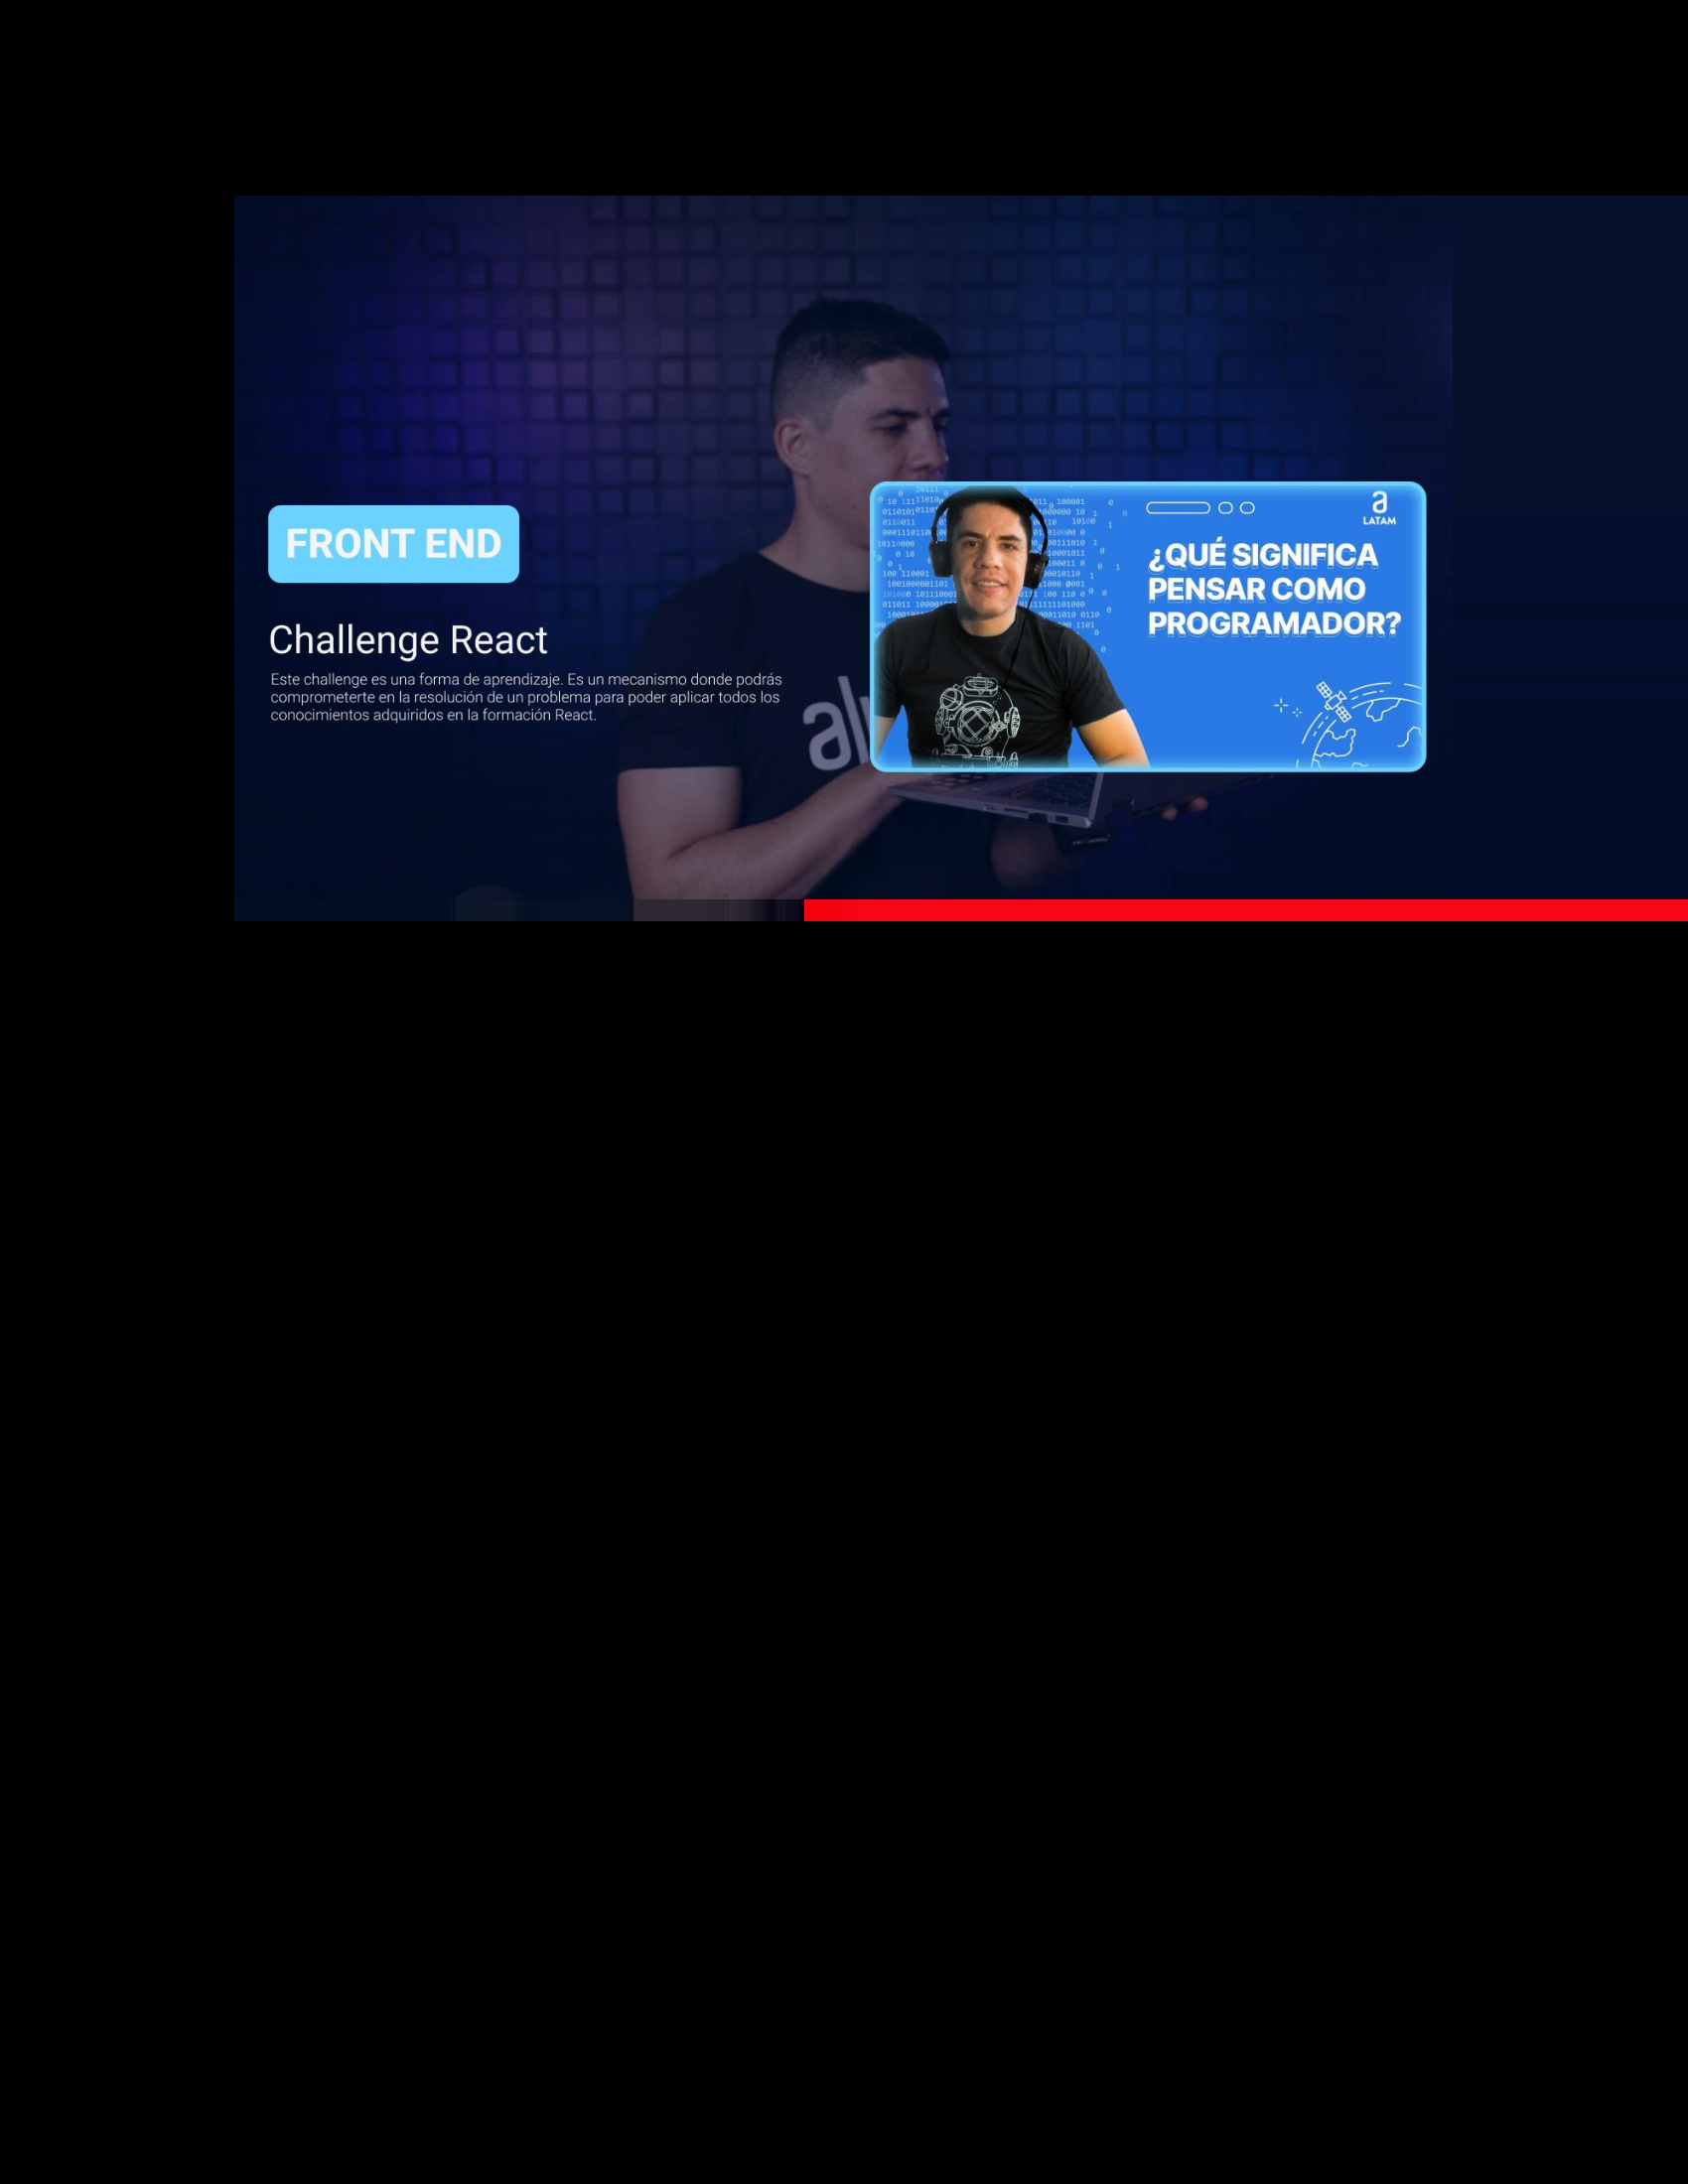 FRONT END
Challenge React
Este challenge es una forma de aprendizaje. Es un mecanismo donde podrás
comprometerte en la resolución de un problema para poder aplicar todos los
conocimientos adquiridos en la formación React.
a
LATAM
¿QUÉ SIGNIFICA
PENSAR COMO
PROGRAMADOR?